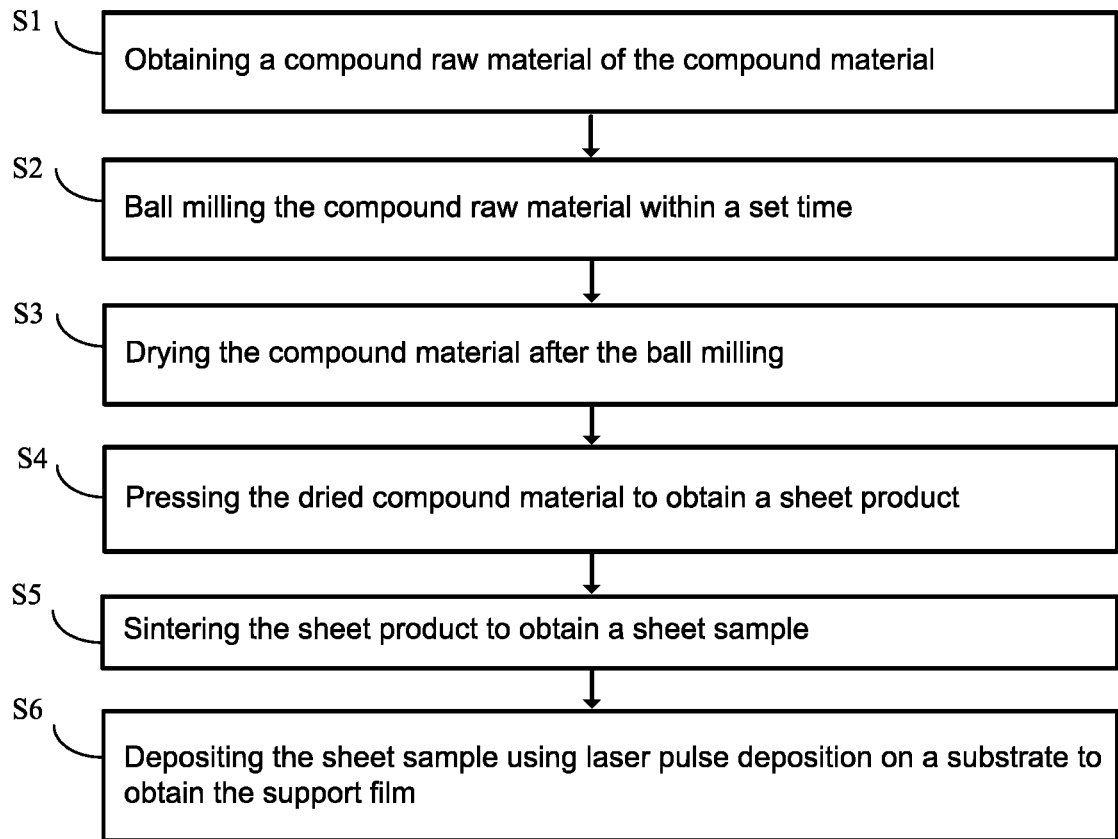 S1
Obtaining a compound raw material of the compound material
S2
Ball milling the compound raw material within a set time
S3
Drying the compound material after the ball milling
S4
Pressing the dried compound material to obtain a sheet product
S5
Sintering the sheet product to obtain a sheet sample
S6
Depositing the sheet sample using laser pulse deposition on a substrate to
obtain the support film